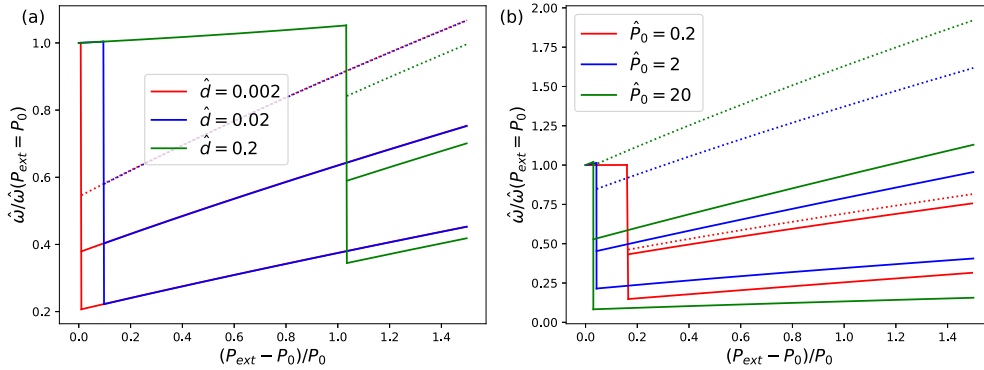 (a)
1.0
0.8
0.6
0.4
0.2
ω̂/ω̂(P_ext = P_0)
d̂ = 0.002
d̂ = 0.02
d̂ = 0.2
0.0 0.2 0.4 0.6 0.8 1.0 1.2 1.4
(P_ext − P_0)/P_0
(b)
2.00
1.75
1.50
1.25
1.00
0.75
0.50
0.25
0.00
ω̂/ω̂(P_ext = P_0)
P̂_0 = 0.2
P̂_0 = 2
P̂_0 = 20
0.0 0.2 0.4 0.6 0.8 1.0 1.2 1.4
(P_ext − P_0)/P_0